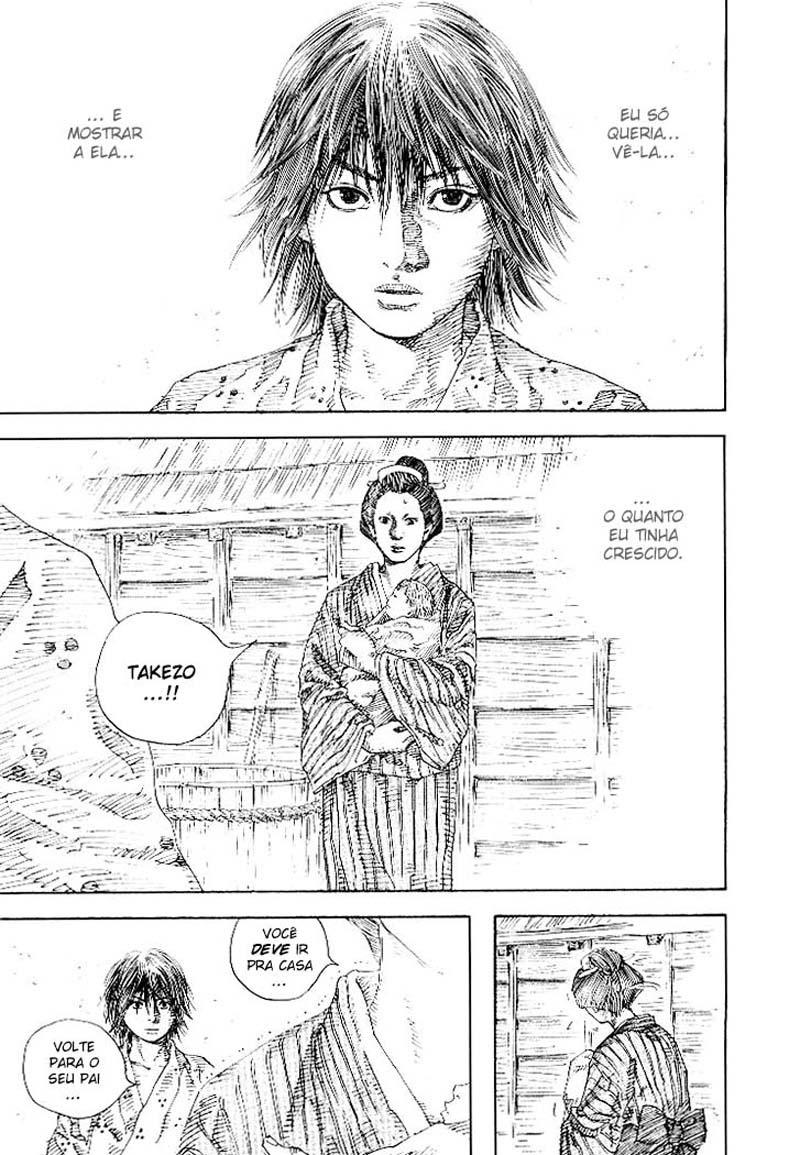 EU SÓ
QUERIA...
VÊ-LA...
... E
MOSTRAR
A ELA...
...
O QUANTO
EU TINHA
CRESCIDO.
TAKEZO
...!!
VOCÊ
DEVE IR
PRA CASA
...
VOLTE
PARA O
SEU PAI
...